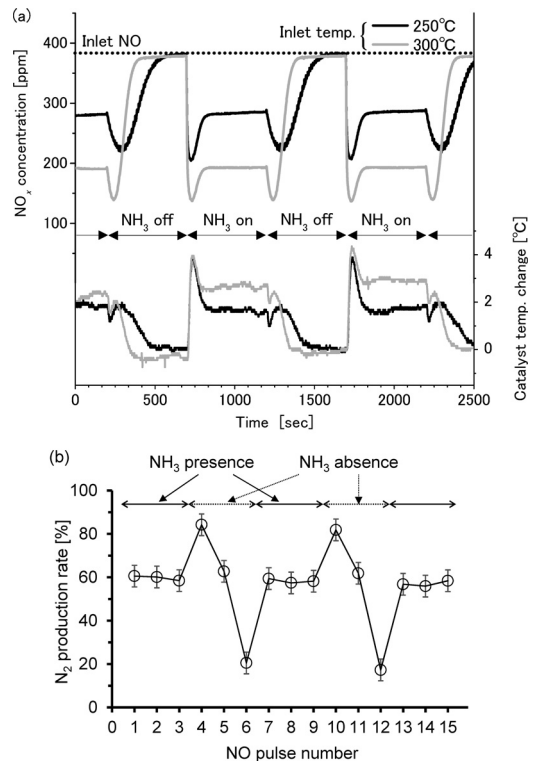 (a)
Inlet temp.
250℃
300℃
Inlet NO
400
300
200
100
NOx concentration [ppm]
NH3 off
NH3 on
NH3 off
NH3 on
4
2
0
Catalyst temp. change [℃]
0
500
1000
1500
2000
2500
Time [sec]
(b)
NH3 presence
NH3 absence
100
80
60
40
20
0
N2 production rate [%]
0 1 2 3 4 5 6 7 8 9 10 11 12 13 14 15
NO pulse number